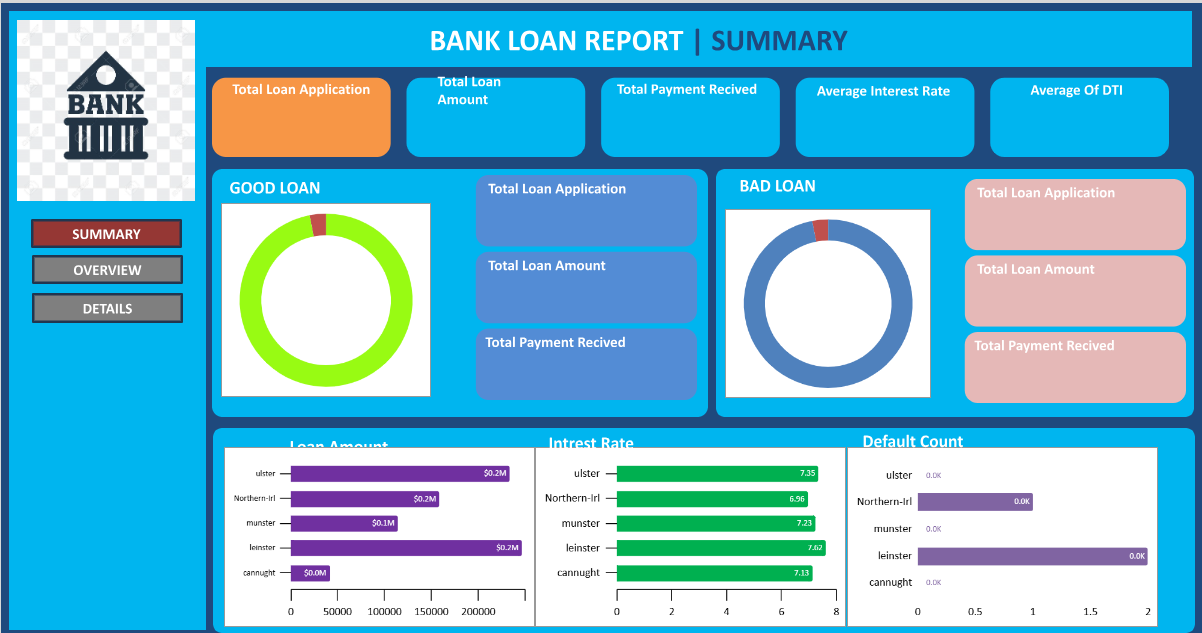 BANK LOAN REPORT | SUMMARY
BANK
SUMMARY
OVERVIEW
DETAILS
Total Loan Application
Total Loan
Amount
Total Payment Recived
Average Interest Rate
Average Of DTI
GOOD LOAN
Total Loan Application
Total Loan Amount
Total Payment Recived
BAD LOAN
Total Loan Application
Total Loan Amount
Total Payment Recived
Loan Amount
ulster $0.2M
Northern-Irl $0.2M
munster $0.1M
leinster $0.2M
cannught $0.0M
0 50000 100000 150000 200000
Intrest Rate
ulster 7.35
Northern-Irl 6.96
munster 7.23
leinster 7.62
cannught 7.13
0 2 4 6 8
Default Count
ulster 0.0K
Northern-Irl 0.0K
munster 0.0K
leinster 0.0K
cannught 0.0K
0 0.5 1 1.5 2